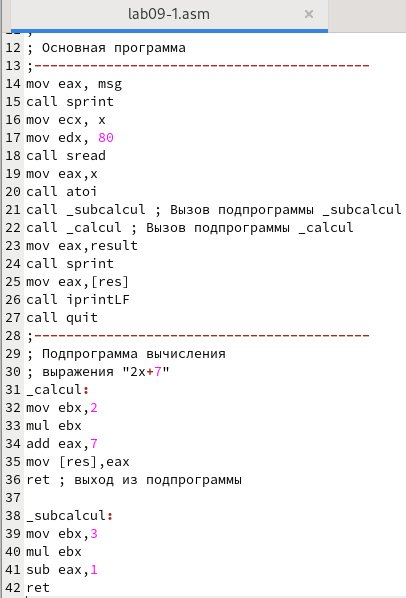 lab09-1.asm ×
12 ; Основная программа
13 ;------------------------------------------
14 mov eax, msg
15 call sprint
16 mov ecx, x
17 mov edx, 80
18 call sread
19 mov eax,x
20 call atoi
21 call _subcalcul ; Вызов подпрограммы _subcalcul
22 call _calcul ; Вызов подпрограммы _calcul
23 mov eax,result
24 call sprint
25 mov eax,[res]
26 call iprintLF
27 call quit
28 ;------------------------------------------
29 ; Подпрограмма вычисления
30 ; выражения "2x+7"
31 _calcul:
32 mov ebx,2
33 mul ebx
34 add eax,7
35 mov [res],eax
36 ret ; выход из подпрограммы
37
38 _subcalcul:
39 mov ebx,3
40 mul ebx
41 sub eax,1
42 ret